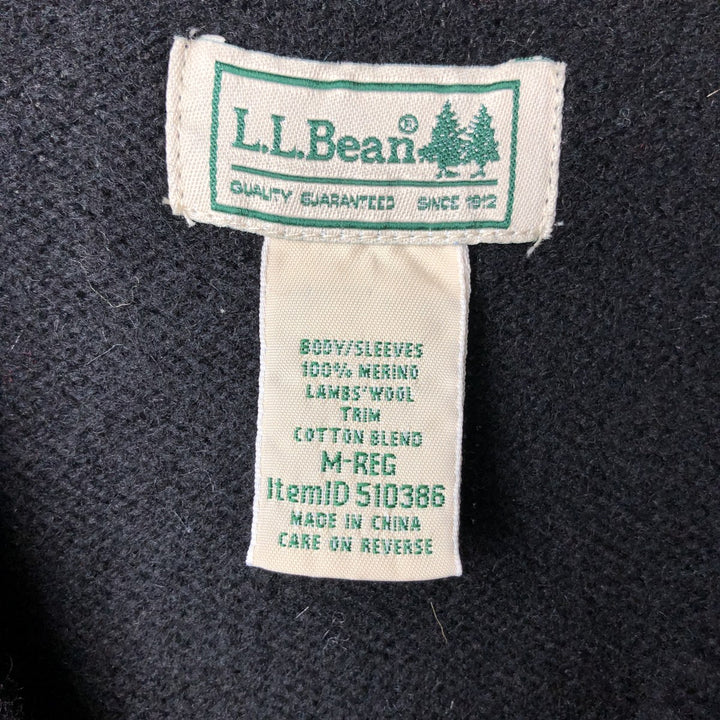 L.L.Bean®
QUALITY GUARANTEED SINCE 1912
BODY/SLEEVES
100% MERINO
LAMBS'WOOL
TRIM
COTTON BLEND
M-REG
ItemID 510386
MADE IN CHINA
CARE ON REVERSE